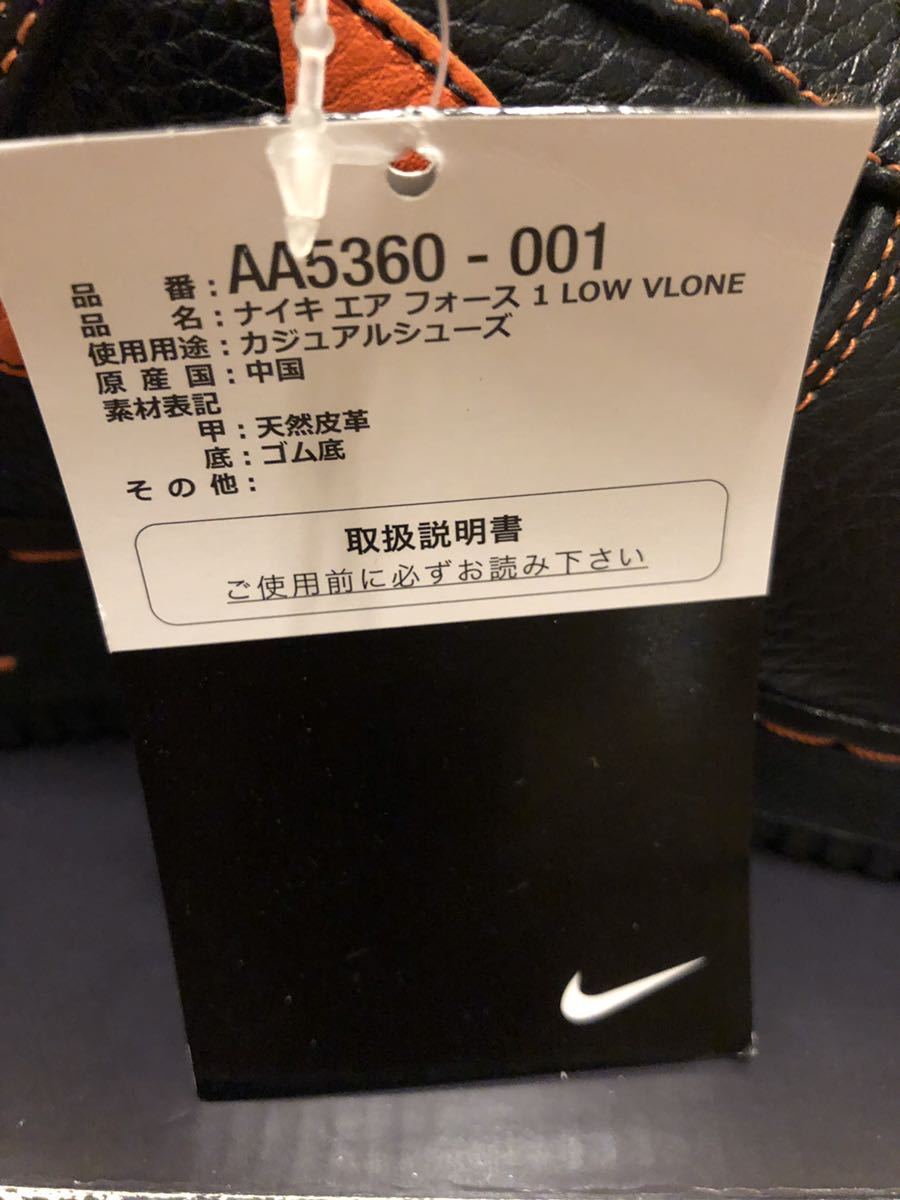 品 番:AA5360 - 001
品 名:ナイキ エア フォース 1 LOW VLONE
使用用途:カジュアルシューズ
原 産 国:中国
素材表記
甲:天然皮革
底:ゴム底
そ の 他:
取扱説明書
ご使用前に必ずお読み下さい